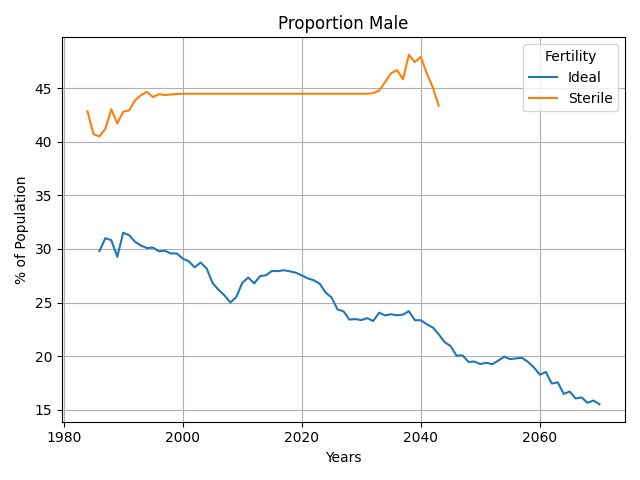 Proportion Male
Fertility
Ideal
Sterile
% of Population
45
40
35
30
25
20
15
1980 2000 2020 2040 2060
Years